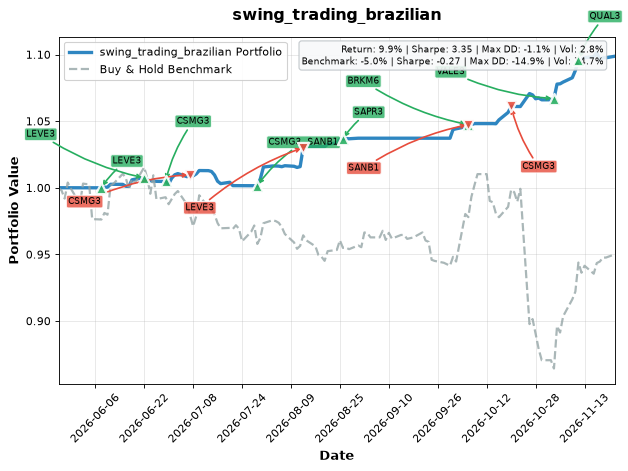 swing_trading_brazilian
QUAL3
swing_trading_brazilian Portfolio
Buy & Hold Benchmark
Return: 9.9% | Sharpe: 3.35 | Max DD: -1.1% | Vol: 2.8%
Benchmark: -5.0% | Sharpe: -0.27 | Max DD: -14.9% | Vol: 4.7%
VALE3
BRKM6
SAPR3
CSMG3
LEVE3
CSMG3
SANB1
LEVE3
SANB1
CSMG3
CSMG3
LEVE3
1.10
1.05
1.00
0.95
0.90
Portfolio Value
2026-06-06
2026-06-22
2026-07-08
2026-07-24
2026-08-09
2026-08-25
2026-09-10
2026-09-26
2026-10-12
2026-10-28
2026-11-13
Date